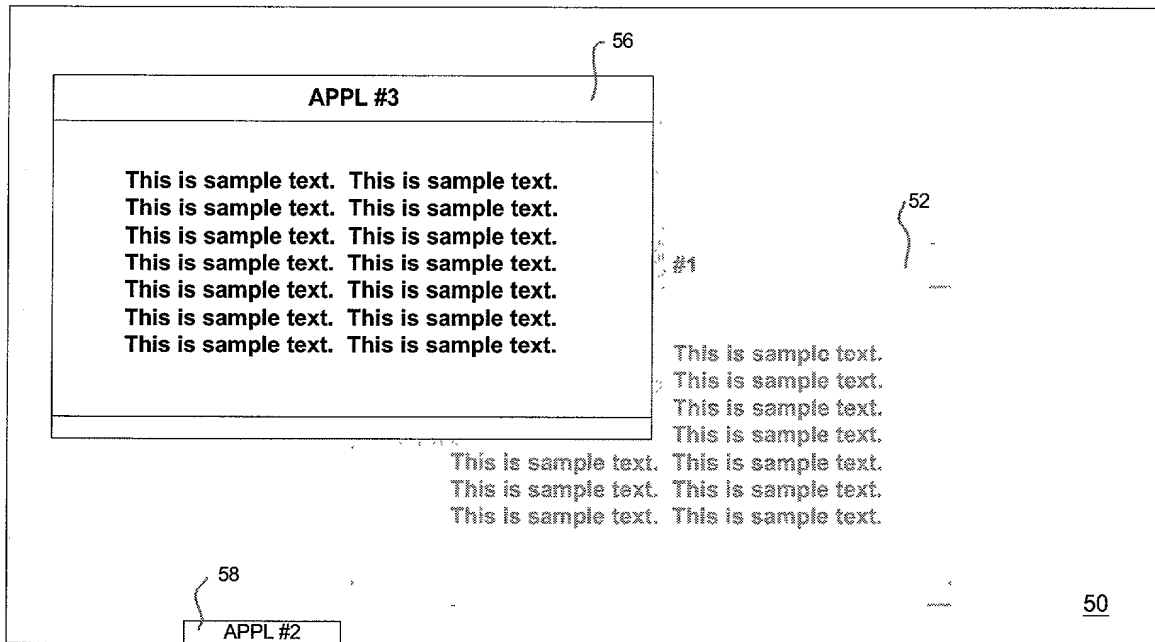 56
APPL #3
This is sample text. This is sample text.
This is sample text. This is sample text.
This is sample text. This is sample text.
This is sample text. This is sample text.
This is sample text. This is sample text.
This is sample text. This is sample text.
This is sample text. This is sample text.
52
#1
This is sample text.
This is sample text.
This is sample text.
This is sample text.
This is sample text. This is sample text.
This is sample text. This is sample text.
This is sample text. This is sample text.
58
APPL #2
50